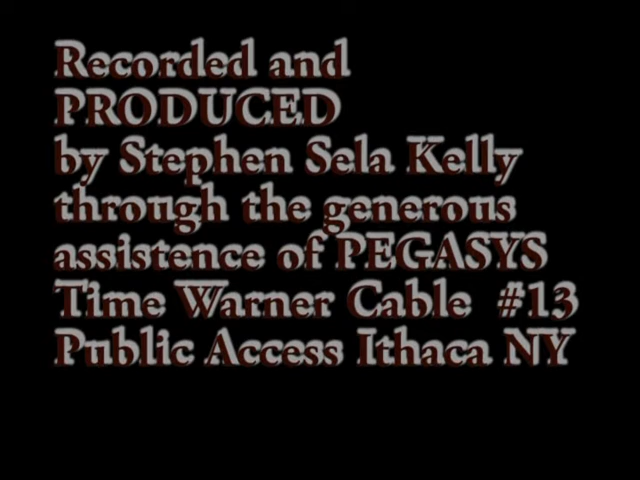 Recorded and
PRODUCED
by Stephen Sela Kelly
through the generous
assistence of PEGASYS
Time Warner Cable #13
Public Access Ithaca NY